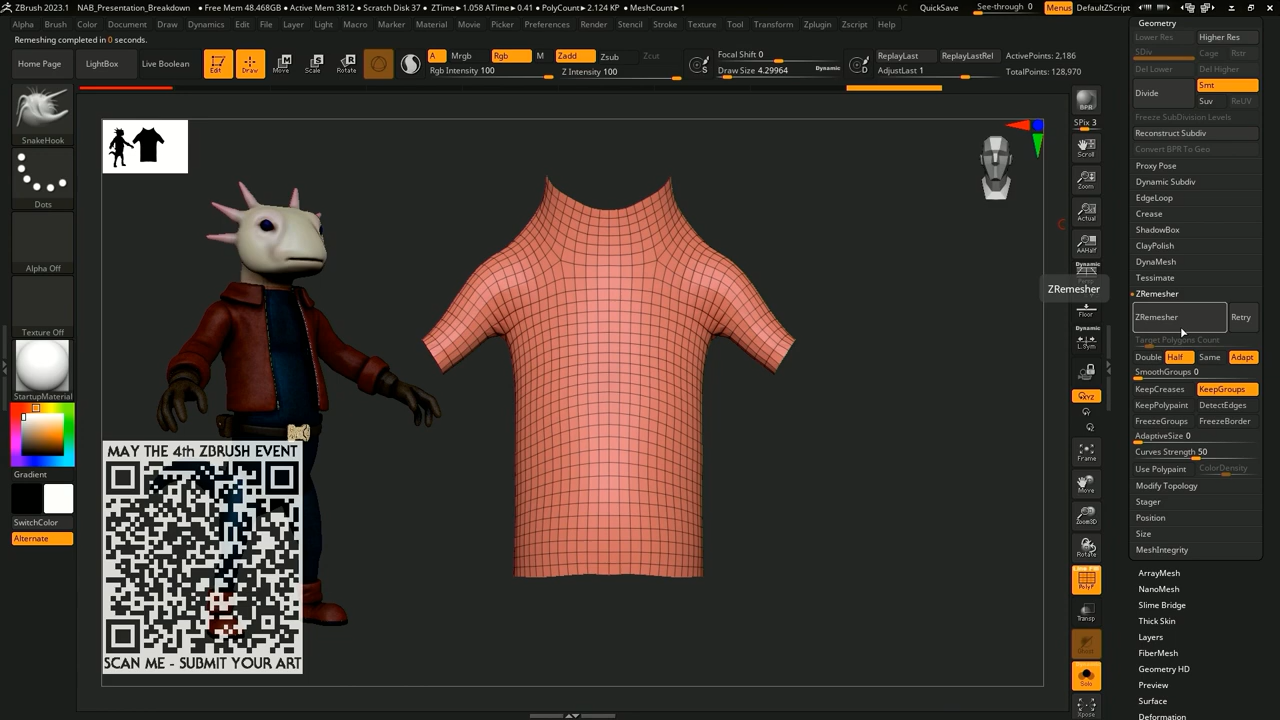 ZBrush 2023.1 NAB_Presentation_Breakdown ● Free Mem 48.468GB ● Active Mem 3812 ● Scratch Disk 37 ● ZTime▸1.058 ATime▸0.41 ● PolyCount▸2.124 KP ● MeshCount▸1 AC QuickSave See-through 0 Menus DefaultZScript
Alpha Brush Color Document Draw Dynamics Edit File Layer Light Macro Marker Material Movie Picker Preferences Render Stencil Stroke Texture Tool Transform Zplugin Zscript Help
Remeshing completed in 0 seconds.
Home Page LightBox Live Boolean
Edit Draw Move Scale Rotate
A Mrgb Rgb M Zadd Zsub Zcut
Rgb Intensity 100 Z Intensity 100
Focal Shift 0
Draw Size 4.29964 Dynamic
ReplayLast ReplayLastRel
AdjustLast 1
ActivePoints: 2,186
TotalPoints: 128,970
SnakeHook
Dots
Alpha Off
Texture Off
StartupMaterial
Gradient
SwitchColor
Alternate
MAY THE 4th ZBRUSH EVENT
SCAN ME - SUBMIT YOUR ART
BPR
SPix 3
Scroll
Zoom
Actual
AAHalf
Dynamic
ZRemesher
Floor
Dynamic
L.Sym
XYZ
Frame
Move
Zoom3D
Rotate
Line Fill
PolyF
Transp
Ghost
Solo
Xpose
Geometry
Lower Res Higher Res
SDiv Cage Rstr
Del Lower Del Higher
Divide
Smt
Suv ReUV
Freeze SubDivision Levels
Reconstruct Subdiv
Convert BPR To Geo
Proxy Pose
Dynamic Subdiv
EdgeLoop
Crease
ShadowBox
ClayPolish
DynaMesh
Tessimate
ZRemesher
ZRemesher Retry
Target Polygons Count
Double Half Same Adapt
SmoothGroups 0
KeepCreases KeepGroups
KeepPolypaint DetectEdges
FreezeGroups FreezeBorder
AdaptiveSize 0
Curves Strength 50
Use Polypaint ColorDensity
Modify Topology
Stager
Position
Size
MeshIntegrity
ArrayMesh
NanoMesh
Slime Bridge
Thick Skin
Layers
FiberMesh
Geometry HD
Preview
Surface
Deformation